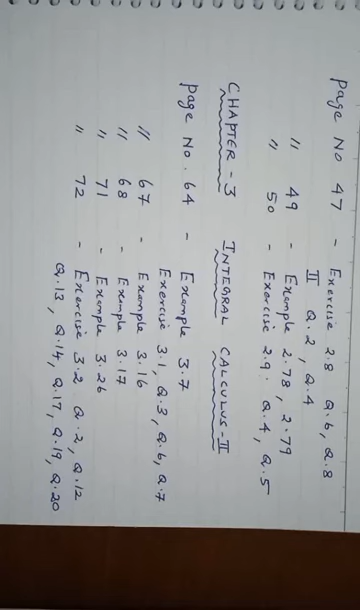 Page No 47 - Exercise 2.8 Q.6, Q.8
II Q.2, Q.4
" 49 - Example 2.78, 2.79
" 50 - Exercise 2.9. Q.4, Q.5
CHAPTER-3 INTEGRAL CALCULUS-II
Page No. 64 - Example 3.7
Exercise 3.1, Q.3, Q.6, Q.7
" 67 - Example 3.16
" 68 - Example 3.17
" 71 - Example 3.26
" 72 - Exercise 3.2 Q.2, Q.12
Q.13, Q.14, Q.17, Q.19, Q.20